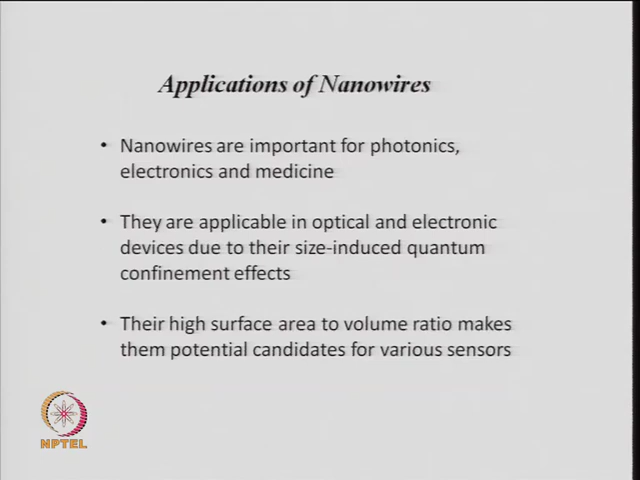 Applications of Nanowires
• Nanowires are important for photonics,
electronics and medicine
• They are applicable in optical and electronic
devices due to their size-induced quantum
confinement effects
• Their high surface area to volume ratio makes
them potential candidates for various sensors
NPTEL